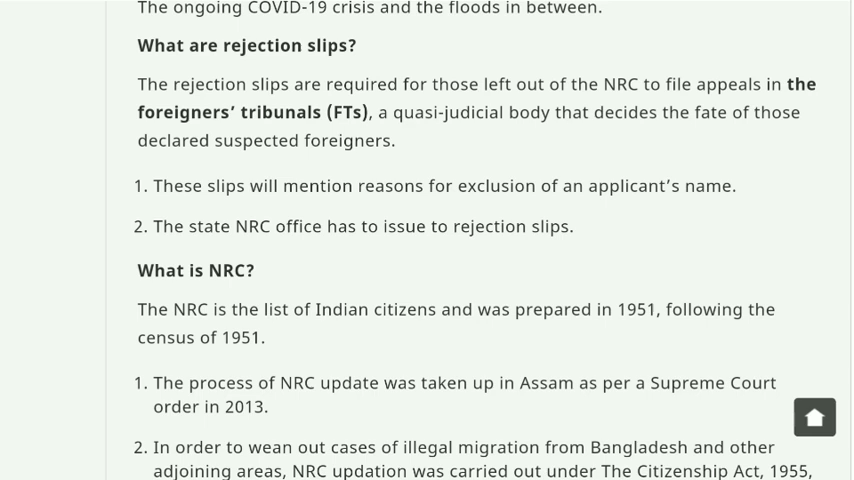 The ongoing COVID-19 crisis and the floods in between.
What are rejection slips?
The rejection slips are required for those left out of the NRC to file appeals in the
foreigners’ tribunals (FTs), a quasi-judicial body that decides the fate of those
declared suspected foreigners.
1. These slips will mention reasons for exclusion of an applicant’s name.
2. The state NRC office has to issue to rejection slips.
What is NRC?
The NRC is the list of Indian citizens and was prepared in 1951, following the
census of 1951.
1. The process of NRC update was taken up in Assam as per a Supreme Court
order in 2013.
2. In order to wean out cases of illegal migration from Bangladesh and other
adjoining areas, NRC updation was carried out under The Citizenship Act, 1955,